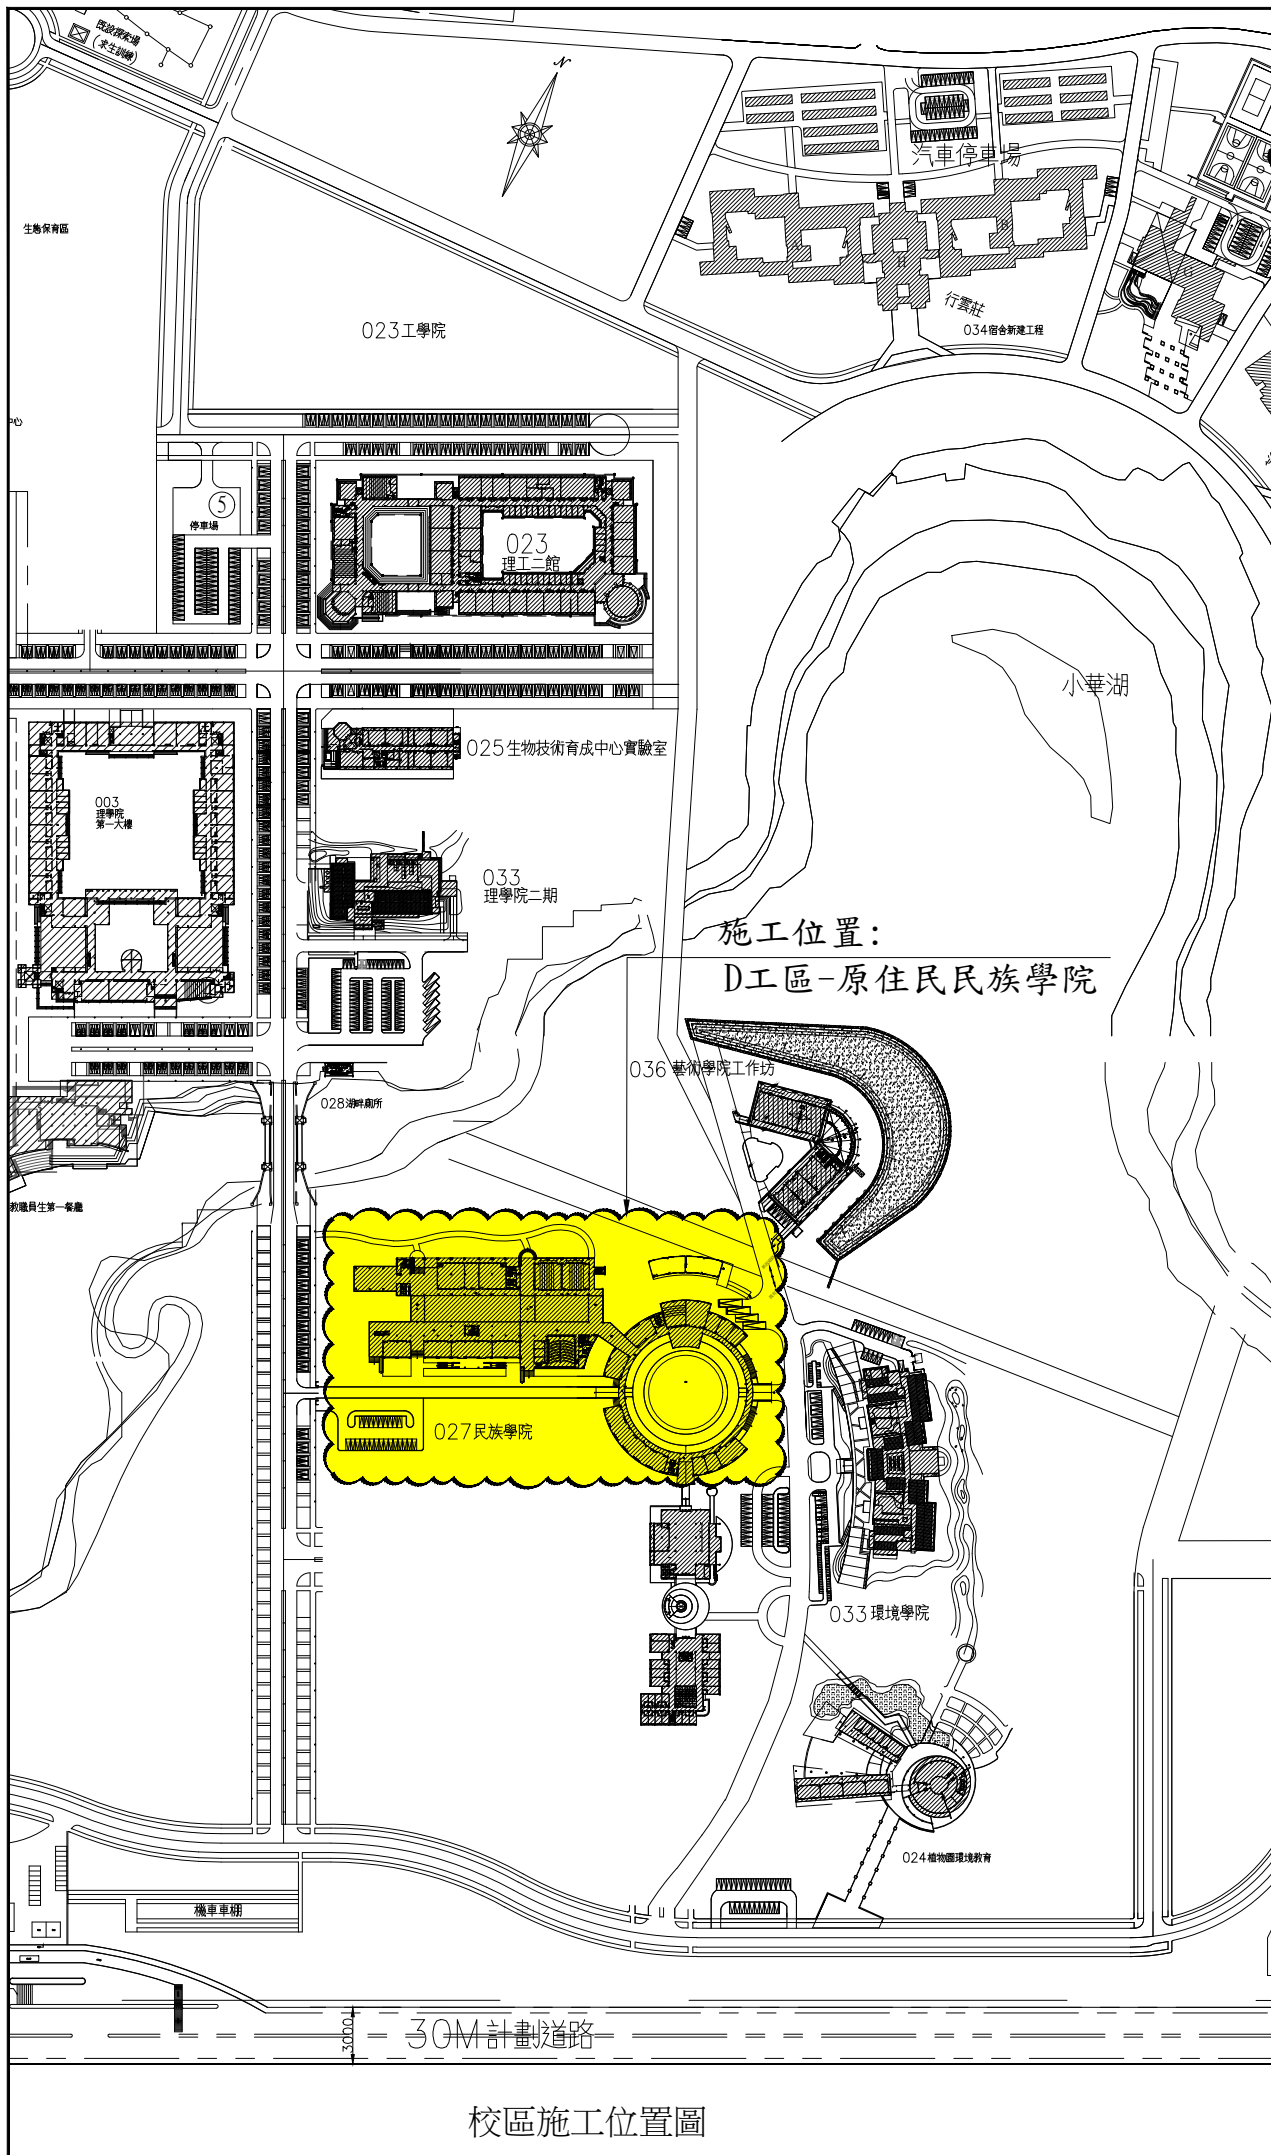 既設探索場
(求生訓練)
N
汽車停車場
生態保育區
A
B
H
行雲莊
034宿舍新建工程
023工學院
中心
5
停車場
023
理工二館
小華湖
025生物技術育成中心實驗室
003
理學院
第一大樓
033
理學院二期
施工位置:
D工區-原住民民族學院
036 藝術學院工作坊
028湖畔廁所
教職員生第一餐廳
027民族學院
033環境學院
024植物園環境教育
機車車棚
3000
30M計劃道路
校區施工位置圖